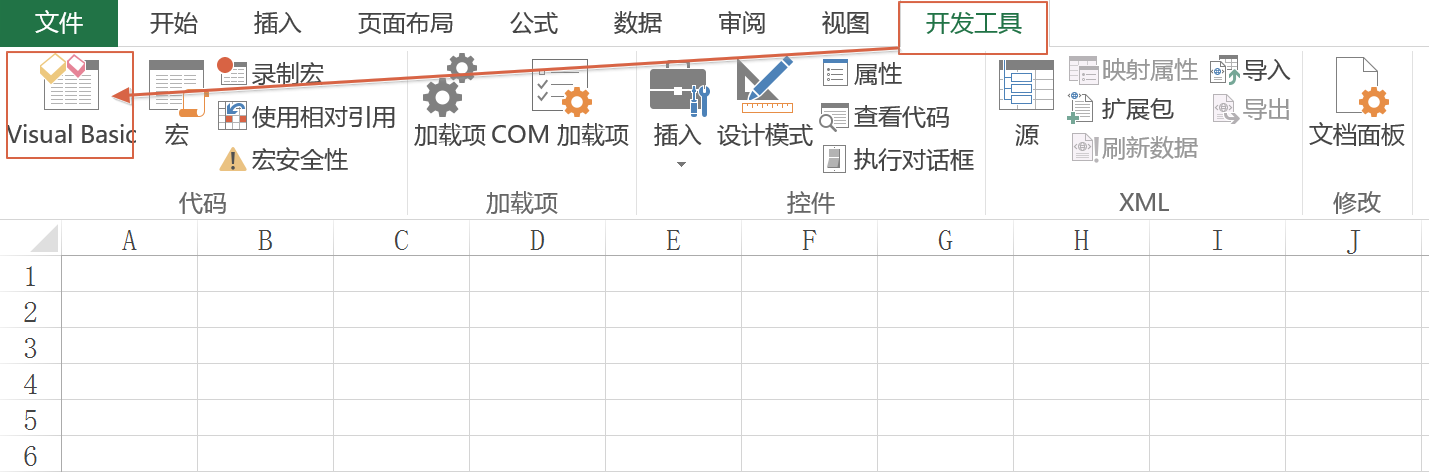 文件 开始 插入 页面布局 公式 数据 审阅 视图 开发工具
Visual Basic
宏
录制宏
使用相对引用
宏安全性
代码
加载项
COM 加载项
加载项
插入
设计模式
属性
查看代码
执行对话框
控件
源
映射属性
扩展包
刷新数据
导入
导出
XML
文档面板
修改
A B C D E F G H I J
1
2
3
4
5
6